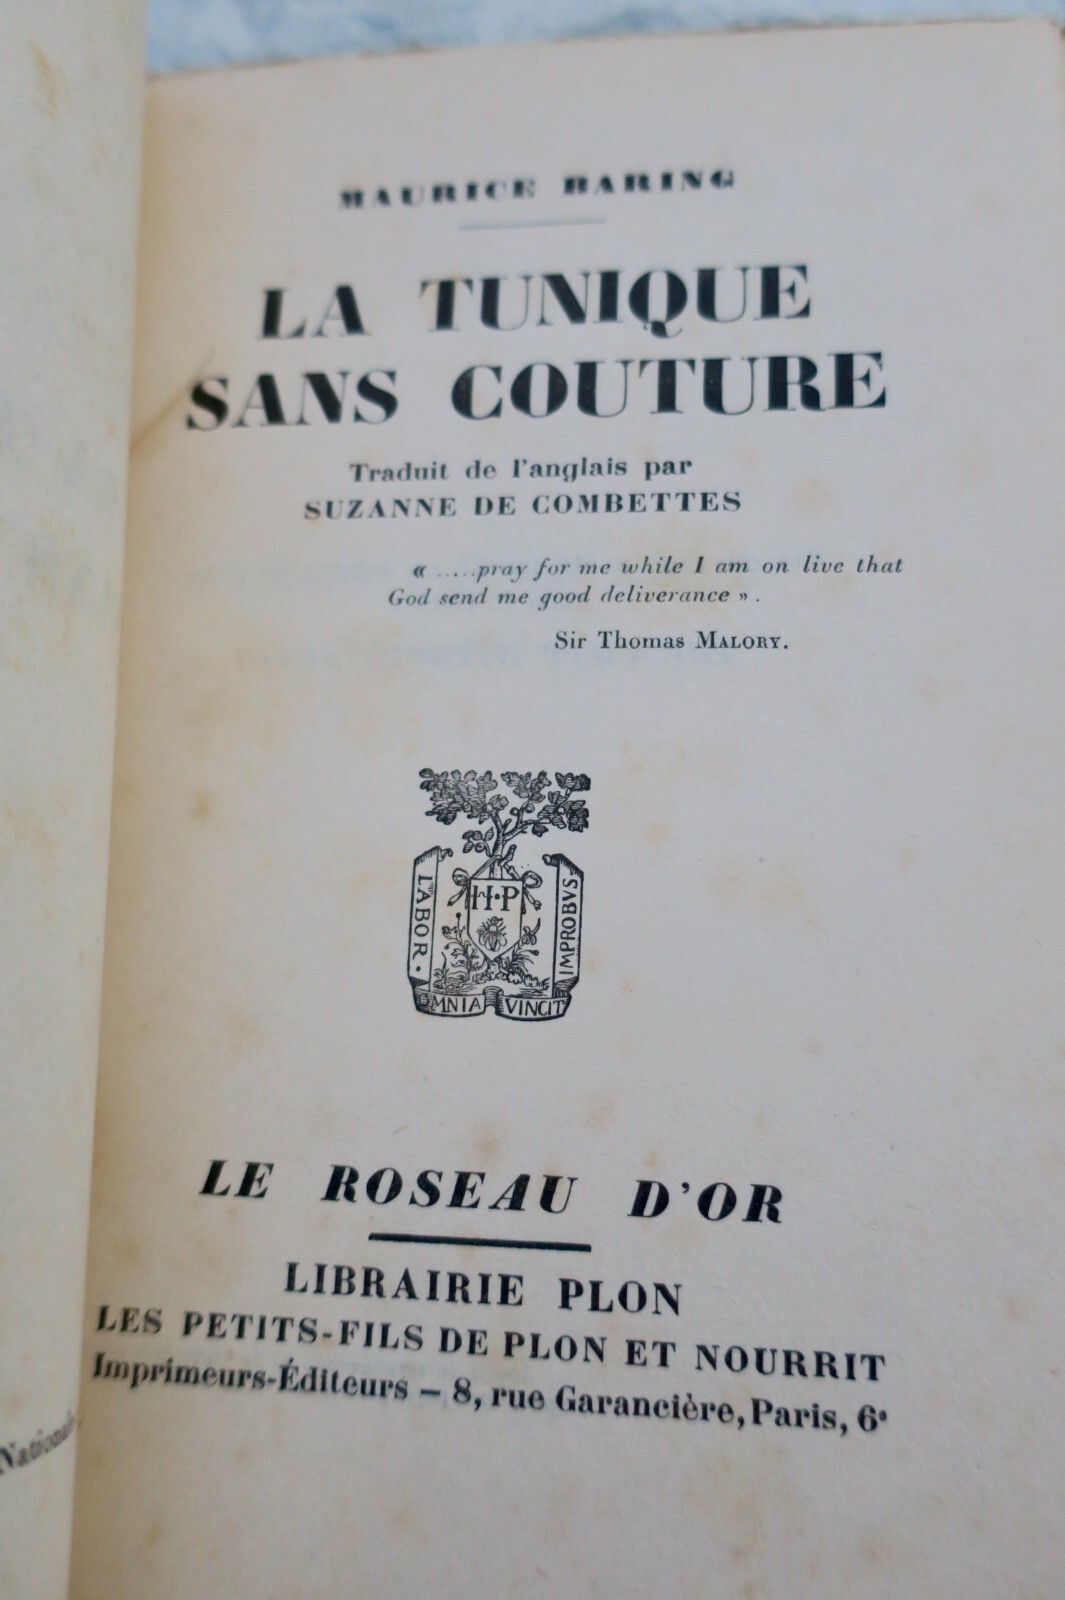 MAURICE BARING
LA TUNIQUE
SANS COUTURE
Traduit de l'anglais par
SUZANNE DE COMBETTES
« .....pray for me while I am on live that
God send me good deliverance » .
Sir Thomas MALORY.
H·P
LABOR ·
IMPROBVS
OMNIA VINCIT
LE ROSEAU D'OR
LIBRAIRIE PLON
LES PETITS-FILS DE PLON ET NOURRIT
Imprimeurs-Éditeurs – 8, rue Garancière, Paris, 6e